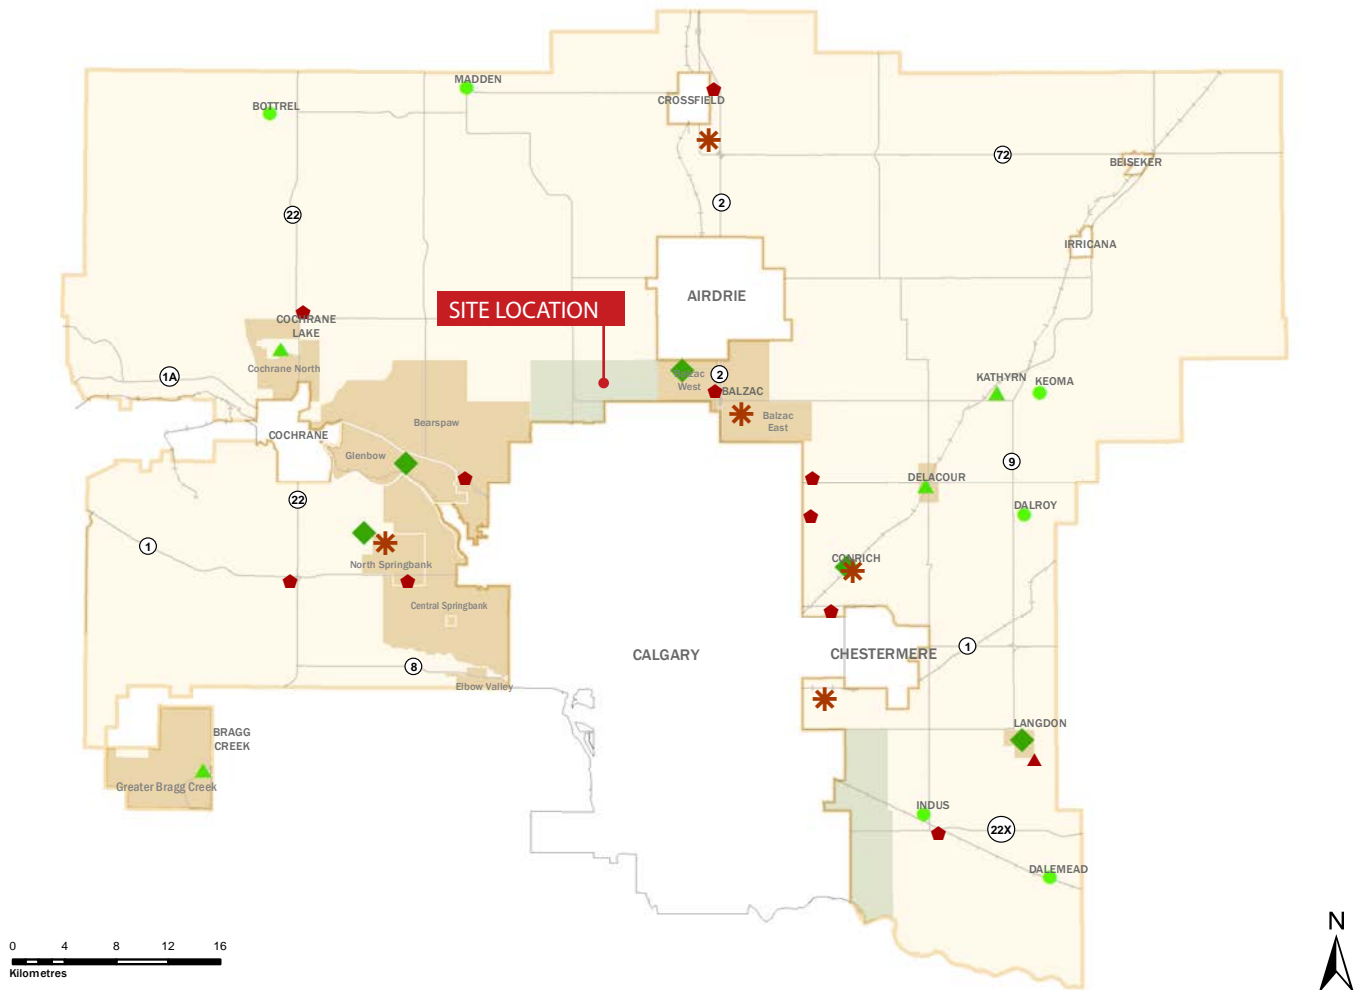 MADDEN
BOTTREL
CROSSFIELD
72
BEISEKER
2
22
IRRICANA
AIRDRIE
SITE LOCATION
COCHRANE
LAKE
Cochrane North
1A
2
Balzac
West
BALZAC
KATHYRN
KEOMA
Bearspaw
Balzac
East
COCHRANE
Glenbow
9
DELACOUR
22
DALROY
1
CONRICH
North Springbank
Central Springbank
CALGARY
CHESTERMERE
1
8
Elbow Valley
BRAGG
CREEK
LANGDON
Greater Bragg Creek
INDUS
22X
DALEMEAD
N
0 4 8 12 16
Kilometres